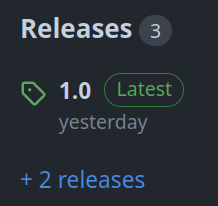 Releases 3
1.0 Latest
yesterday
+ 2 releases